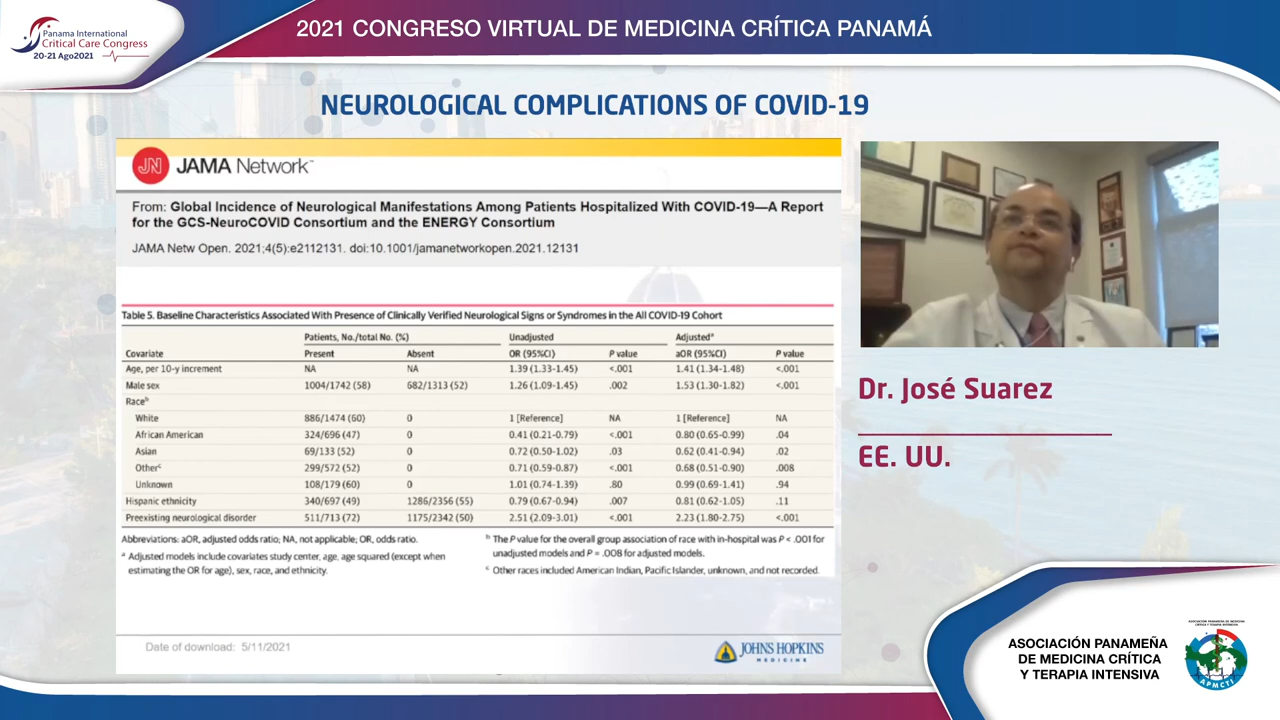 Panama International
Critical Care Congress
20-21 Ago2021
2021 CONGRESO VIRTUAL DE MEDICINA CRÍTICA PANAMÁ
NEUROLOGICAL COMPLICATIONS OF COVID-19
JN JAMA Network™
From: Global Incidence of Neurological Manifestations Among Patients Hospitalized With COVID-19—A Report
for the GCS-NeuroCOVID Consortium and the ENERGY Consortium
JAMA Netw Open. 2021;4(5):e2112131. doi:10.1001/jamanetworkopen.2021.12131
Table 5. Baseline Characteristics Associated With Presence of Clinically Verified Neurological Signs or Syndromes in the All COVID-19 Cohort
Patients, No./total No. (%) Unadjusted Adjustedᵃ
Covariate Present Absent OR (95%CI) P value aOR (95%CI) P value
Age, per 10-y increment NA NA 1.39 (1.33-1.45) <.001 1.41 (1.34-1.48) <.001
Male sex 1004/1742 (58) 682/1313 (52) 1.26 (1.09-1.45) .002 1.53 (1.30-1.82) <.001
Raceᵇ
White 886/1474 (60) 0 1 [Reference] NA 1 [Reference] NA
African American 324/696 (47) 0 0.41 (0.21-0.79) <.001 0.80 (0.65-0.99) .04
Asian 69/133 (52) 0 0.72 (0.50-1.02) .03 0.62 (0.41-0.94) .02
Otherᶜ 299/572 (52) 0 0.71 (0.59-0.87) <.001 0.68 (0.51-0.90) .008
Unknown 108/179 (60) 0 1.01 (0.74-1.39) .80 0.99 (0.69-1.41) .94
Hispanic ethnicity 340/697 (49) 1286/2356 (55) 0.79 (0.67-0.94) .007 0.81 (0.62-1.05) .11
Preexisting neurological disorder 511/713 (72) 1175/2342 (50) 2.51 (2.09-3.01) <.001 2.23 (1.80-2.75) <.001
Abbreviations: aOR, adjusted odds ratio; NA, not applicable; OR, odds ratio.
ᵃ Adjusted models include covariates study center, age, age squared (except when
estimating the OR for age), sex, race, and ethnicity.
ᵇ The P value for the overall group association of race with in-hospital was P < .001 for
unadjusted models and P = .008 for adjusted models.
ᶜ Other races included American Indian, Pacific Islander, unknown, and not recorded.
Date of download: 5/11/2021
JOHNS HOPKINS
MEDICINE
Dr. José Suarez
EE. UU.
ASOCIACIÓN PANAMEÑA
DE MEDICINA CRÍTICA
Y TERAPIA INTENSIVA
APMCTI